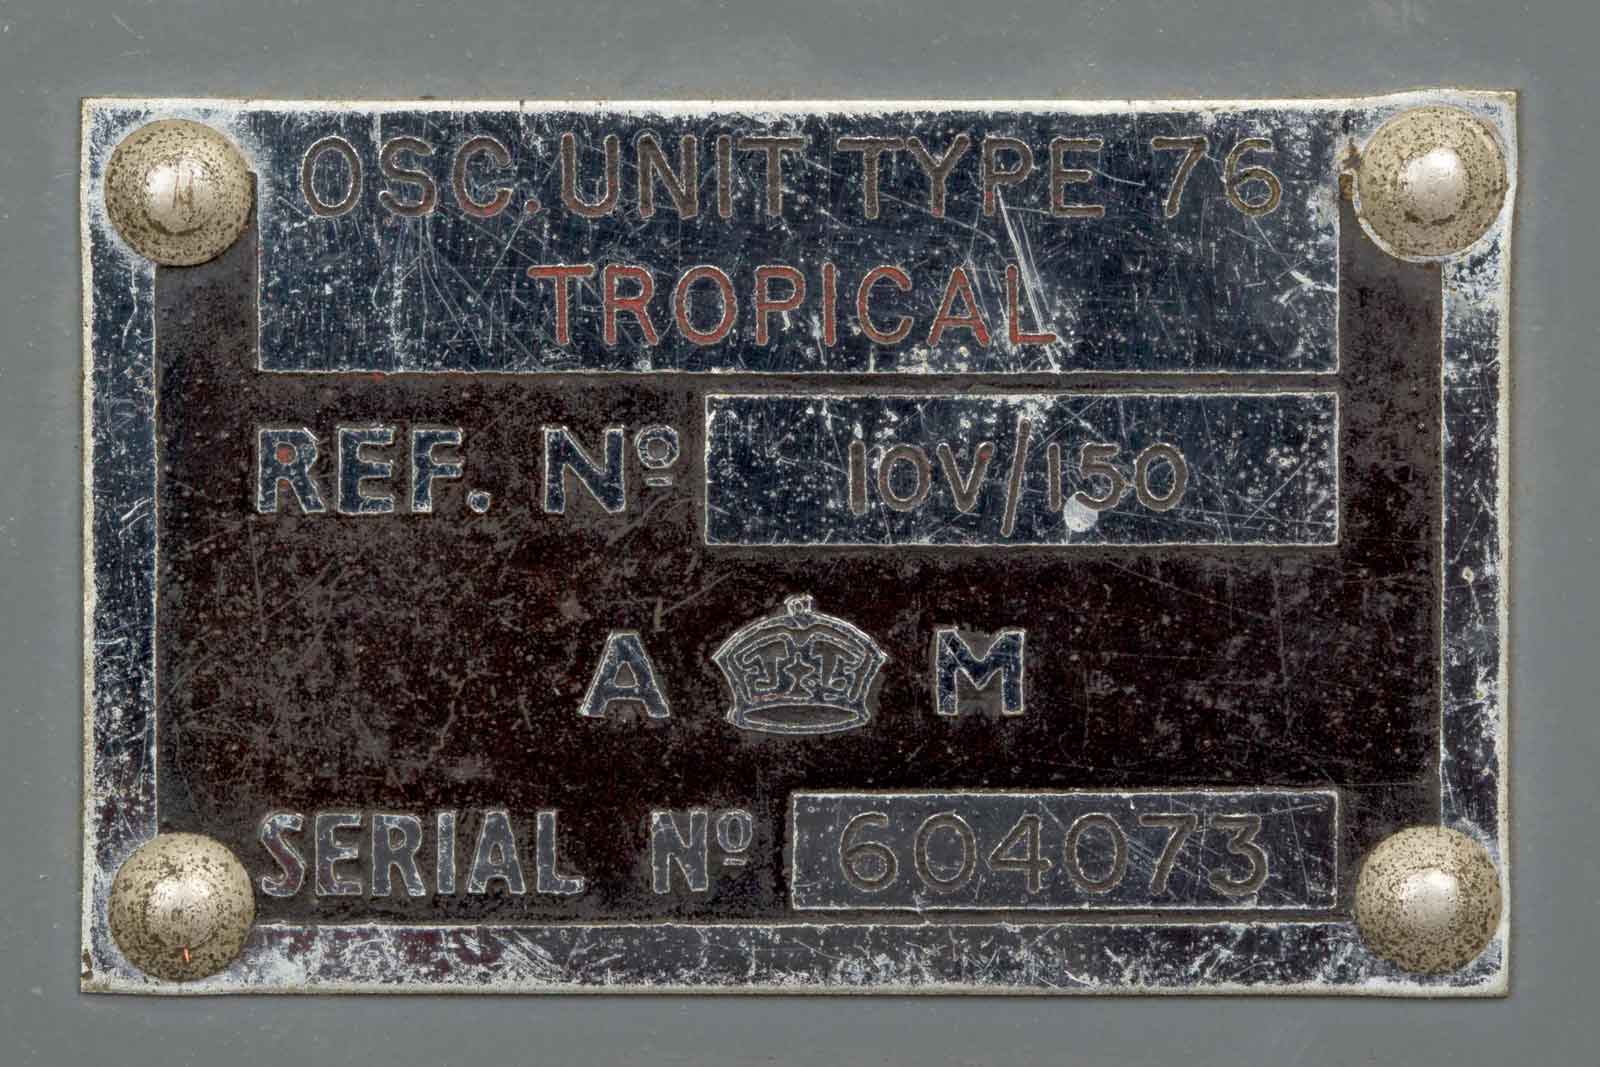 OSC. UNIT TYPE 76
TROPICAL
REF. Nº 10V/150
A M
SERIAL Nº 604073